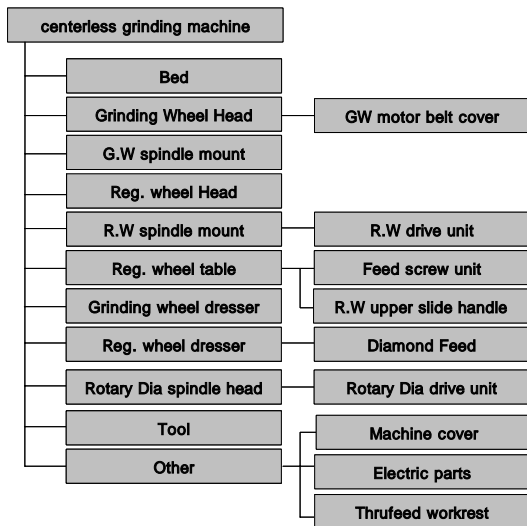 centerless grinding machine
Bed
Grinding Wheel Head
GW motor belt cover
G.W spindle mount
Reg. wheel Head
R.W spindle mount
R.W drive unit
Reg. wheel table
Feed screw unit
R.W upper slide handle
Grinding wheel dresser
Reg. wheel dresser
Diamond Feed
Rotary Dia spindle head
Rotary Dia drive unit
Tool
Other
Machine cover
Electric parts
Thrufeed workrest